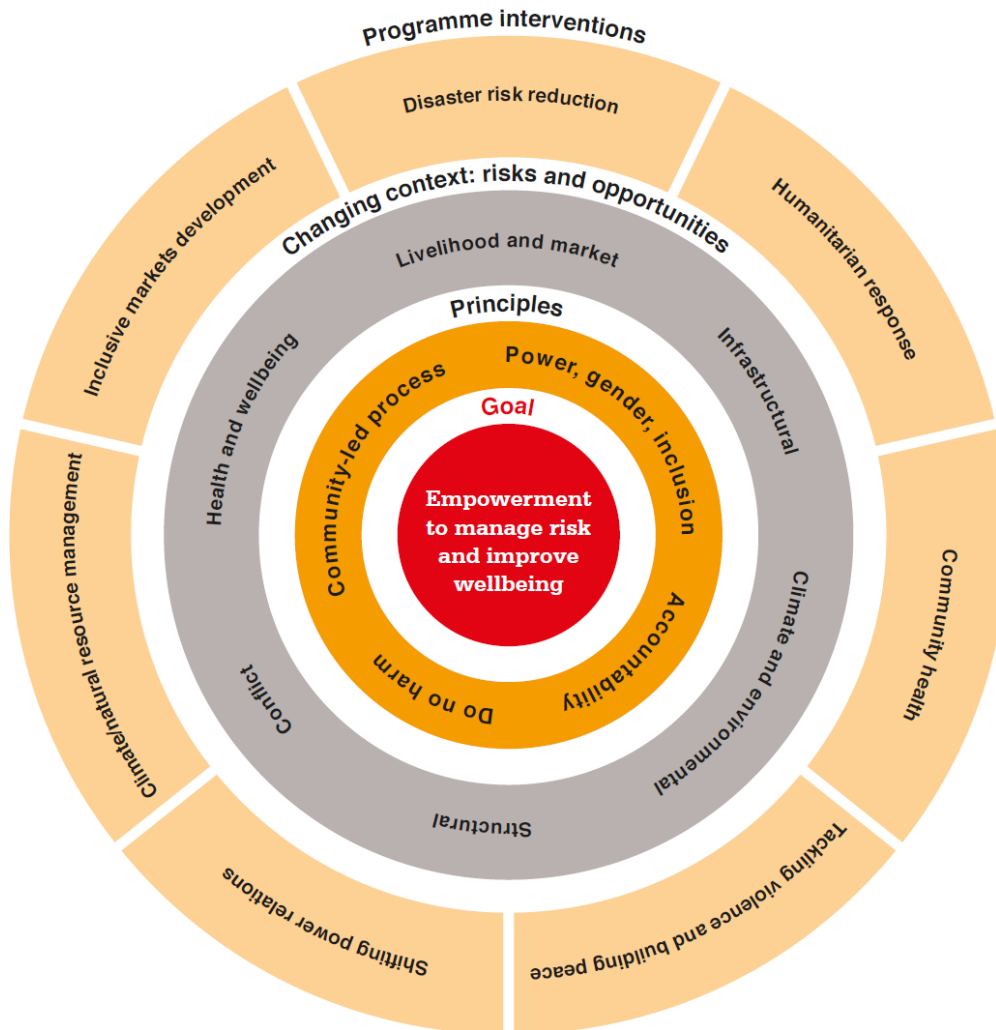 Programme interventions
Disaster risk reduction
Humanitarian response
Community health
Tackling violence and building peace
Shifting power relations
Climate/natural resource management
Inclusive markets development
Changing context: risks and opportunities
Livelihood and market
Infrastructural
Climate and environmental
Structural
Conflict
Health and wellbeing
Principles
Power, gender, inclusion
Accountability
Do no harm
Community-led process
Goal
Empowerment
to manage risk
and improve
wellbeing